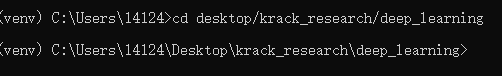 (venv) C:\Users\14124>cd desktop/krack_research/deep_learning
(venv) C:\Users\14124\Desktop\krack_research\deep_learning>